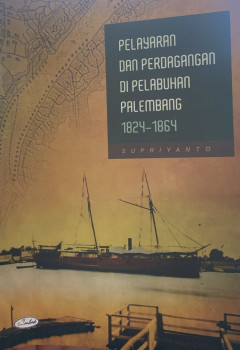 PELAYARAN
DAN PERDAGANGAN
DI PELABUHAN
PALEMBANG
1824-1864
SUPRIYANTO